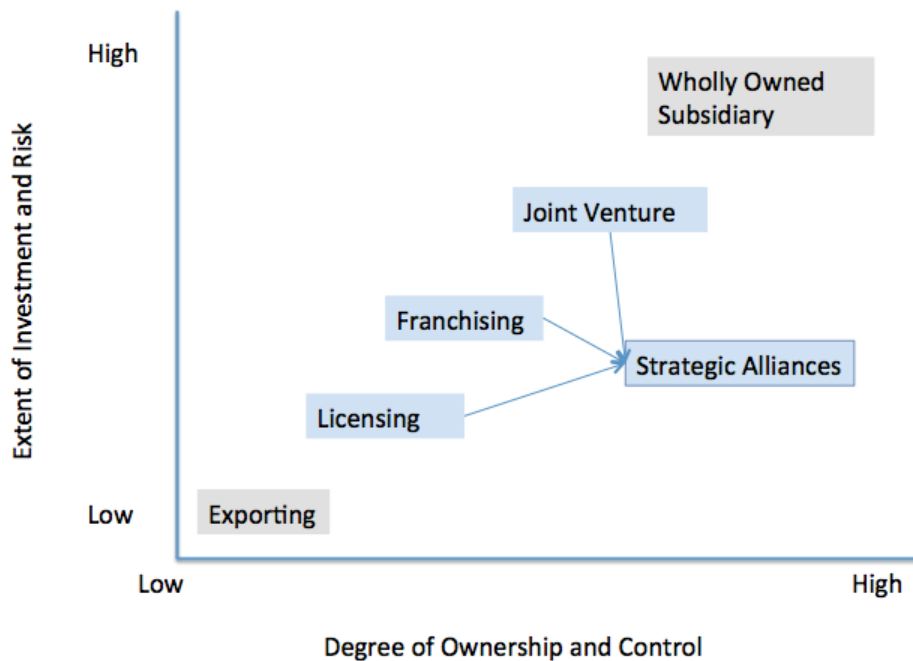 High
Wholly Owned
Subsidiary
Extent of Investment and Risk
Joint Venture
Franchising
Strategic Alliances
Licensing
Low
Exporting
Low
High
Degree of Ownership and Control